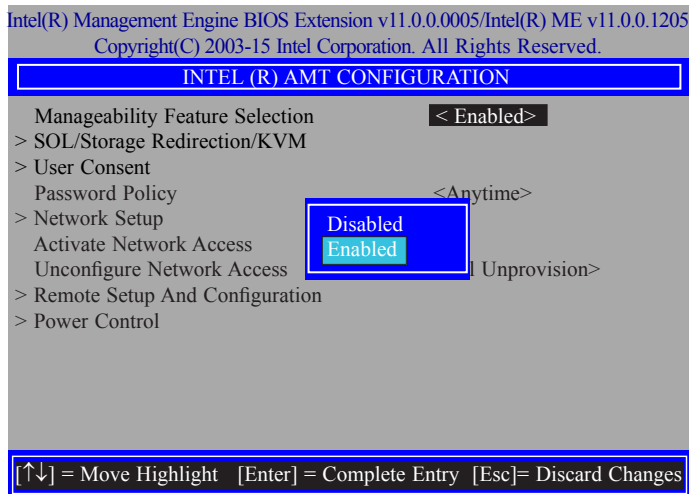 Intel(R) Management Engine BIOS Extension v11.0.0.0005/Intel(R) ME v11.0.0.1205
Copyright(C) 2003-15 Intel Corporation. All Rights Reserved.
INTEL (R) AMT CONFIGURATION
Manageability Feature Selection < Enabled>
> SOL/Storage Redirection/KVM
> User Consent
Password Policy <Anytime>
> Network Setup
Disabled
Activate Network Access
Enabled
Unconfigure Network Access l Unprovision>
> Remote Setup And Configuration
> Power Control
[↑↓] = Move Highlight [Enter] = Complete Entry [Esc]= Discard Changes